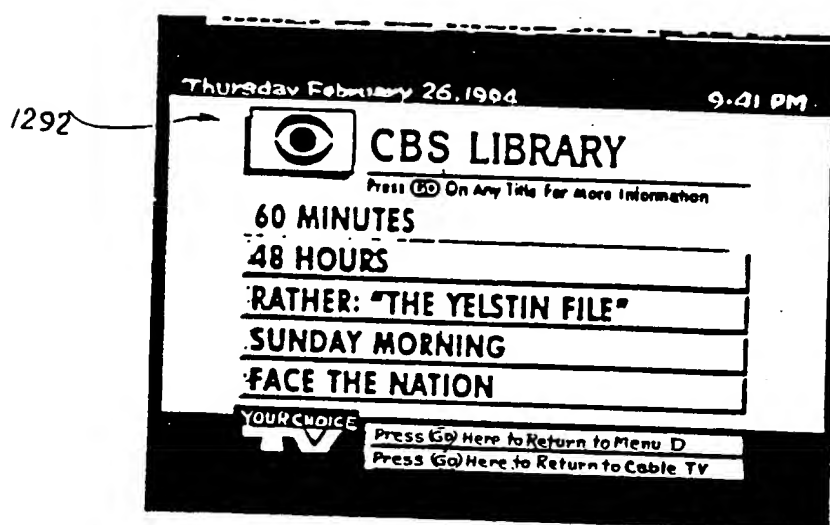 Thursday February 26, 1994 9:41 PM
1292
CBS LIBRARY
Press GO On Any Title For More Information
60 MINUTES
48 HOURS
RATHER: "THE YELSTIN FILE"
SUNDAY MORNING
FACE THE NATION
YOUR CHOICE
TV
Press Go Here to Return to Menu D
Press Go Here to Return to Cable TV